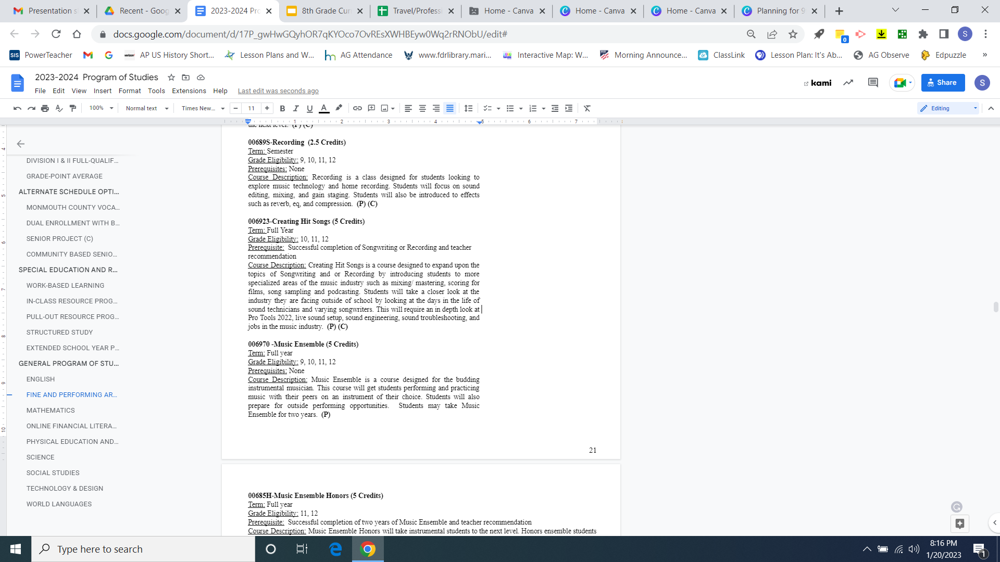 Presentation s
Recent - Goog
2023-2024 Pro
8th Grade Curr
Travel/Professi
Home - Canva
Home - Canva
Home - Canva
Planning for 9
docs.google.com/document/d/17P_gwHwGQyhOR7qKYOco7OvREsXWHBEyw0Wq2rRNObU/edit#
0
S
SIS PowerTeacher
AP US History Short...
Lesson Plans and W...
AG Attendance
www.fdrlibrary.mari...
Interactive Map: W...
Morning Announce...
ClassLink
Lesson Plan: It's Ab...
AG Observe
Edpuzzle
»
2023-2024 Program of Studies
File Edit View Insert Format Tools Extensions Help Last edit was seconds ago
kami
Share
S
100% Normal text Times New... 11 Editing
1 2 3 4 5 6 7
the next level. (P) (C)
DIVISION I & II FULL-QUALIF...
GRADE-POINT AVERAGE
ALTERNATE SCHEDULE OPTI...
MONMOUTH COUNTY VOCA...
DUAL ENROLLMENT WITH B...
SENIOR PROJECT (C)
COMMUNITY BASED SENIO...
SPECIAL EDUCATION AND R...
WORK-BASED LEARNING
IN-CLASS RESOURCE PROG...
PULL-OUT RESOURCE PROG...
STRUCTURED STUDY
EXTENDED SCHOOL YEAR P...
GENERAL PROGRAM OF STU...
ENGLISH
FINE AND PERFORMING AR...
MATHEMATICS
ONLINE FINANCIAL LITERA...
PHYSICAL EDUCATION AND...
SCIENCE
SOCIAL STUDIES
TECHNOLOGY & DESIGN
WORLD LANGUAGES
4
5
6
7
8
9
10
00689S-Recording (2.5 Credits)
Term: Semester
Grade Eligibility: 9, 10, 11, 12
Prerequisites: None
Course Description: Recording is a class designed for students looking to
explore music technology and home recording. Students will focus on sound
editing, mixing, and gain staging. Students will also be introduced to effects
such as reverb, eq, and compression. (P) (C)
006923-Creating Hit Songs (5 Credits)
Term: Full Year
Grade Eligibility: 10, 11, 12
Prerequisite: Successful completion of Songwriting or Recording and teacher
recommendation
Course Description: Creating Hit Songs is a course designed to expand upon the
topics of Songwriting and or Recording by introducing students to more
specialized areas of the music industry such as mixing/ mastering, scoring for
films, song sampling and podcasting. Students will take a closer look at the
industry they are facing outside of school by looking at the days in the life of
sound technicians and varying songwriters. This will require an in depth look at
Pro Tools 2022, live sound setup, sound engineering, sound troubleshooting, and
jobs in the music industry. (P) (C)
006970 -Music Ensemble (5 Credits)
Term: Full year
Grade Eligibility: 9, 10, 11, 12
Prerequisites: None
Course Description: Music Ensemble is a course designed for the budding
instrumental musician. This course will get students performing and practicing
music with their peers on an instrument of their choice. Students will also
prepare for outside performing opportunities. Students may take Music
Ensemble for two years. (P)
21
00685H-Music Ensemble Honors (5 Credits)
Term: Full year
Grade Eligibility: 11, 12
Prerequisite: Successful completion of two years of Music Ensemble and teacher recommendation
Course Description: Music Ensemble Honors will take instrumental students to the next level. Honors ensemble students
Type here to search
8:16 PM
1/20/2023
1